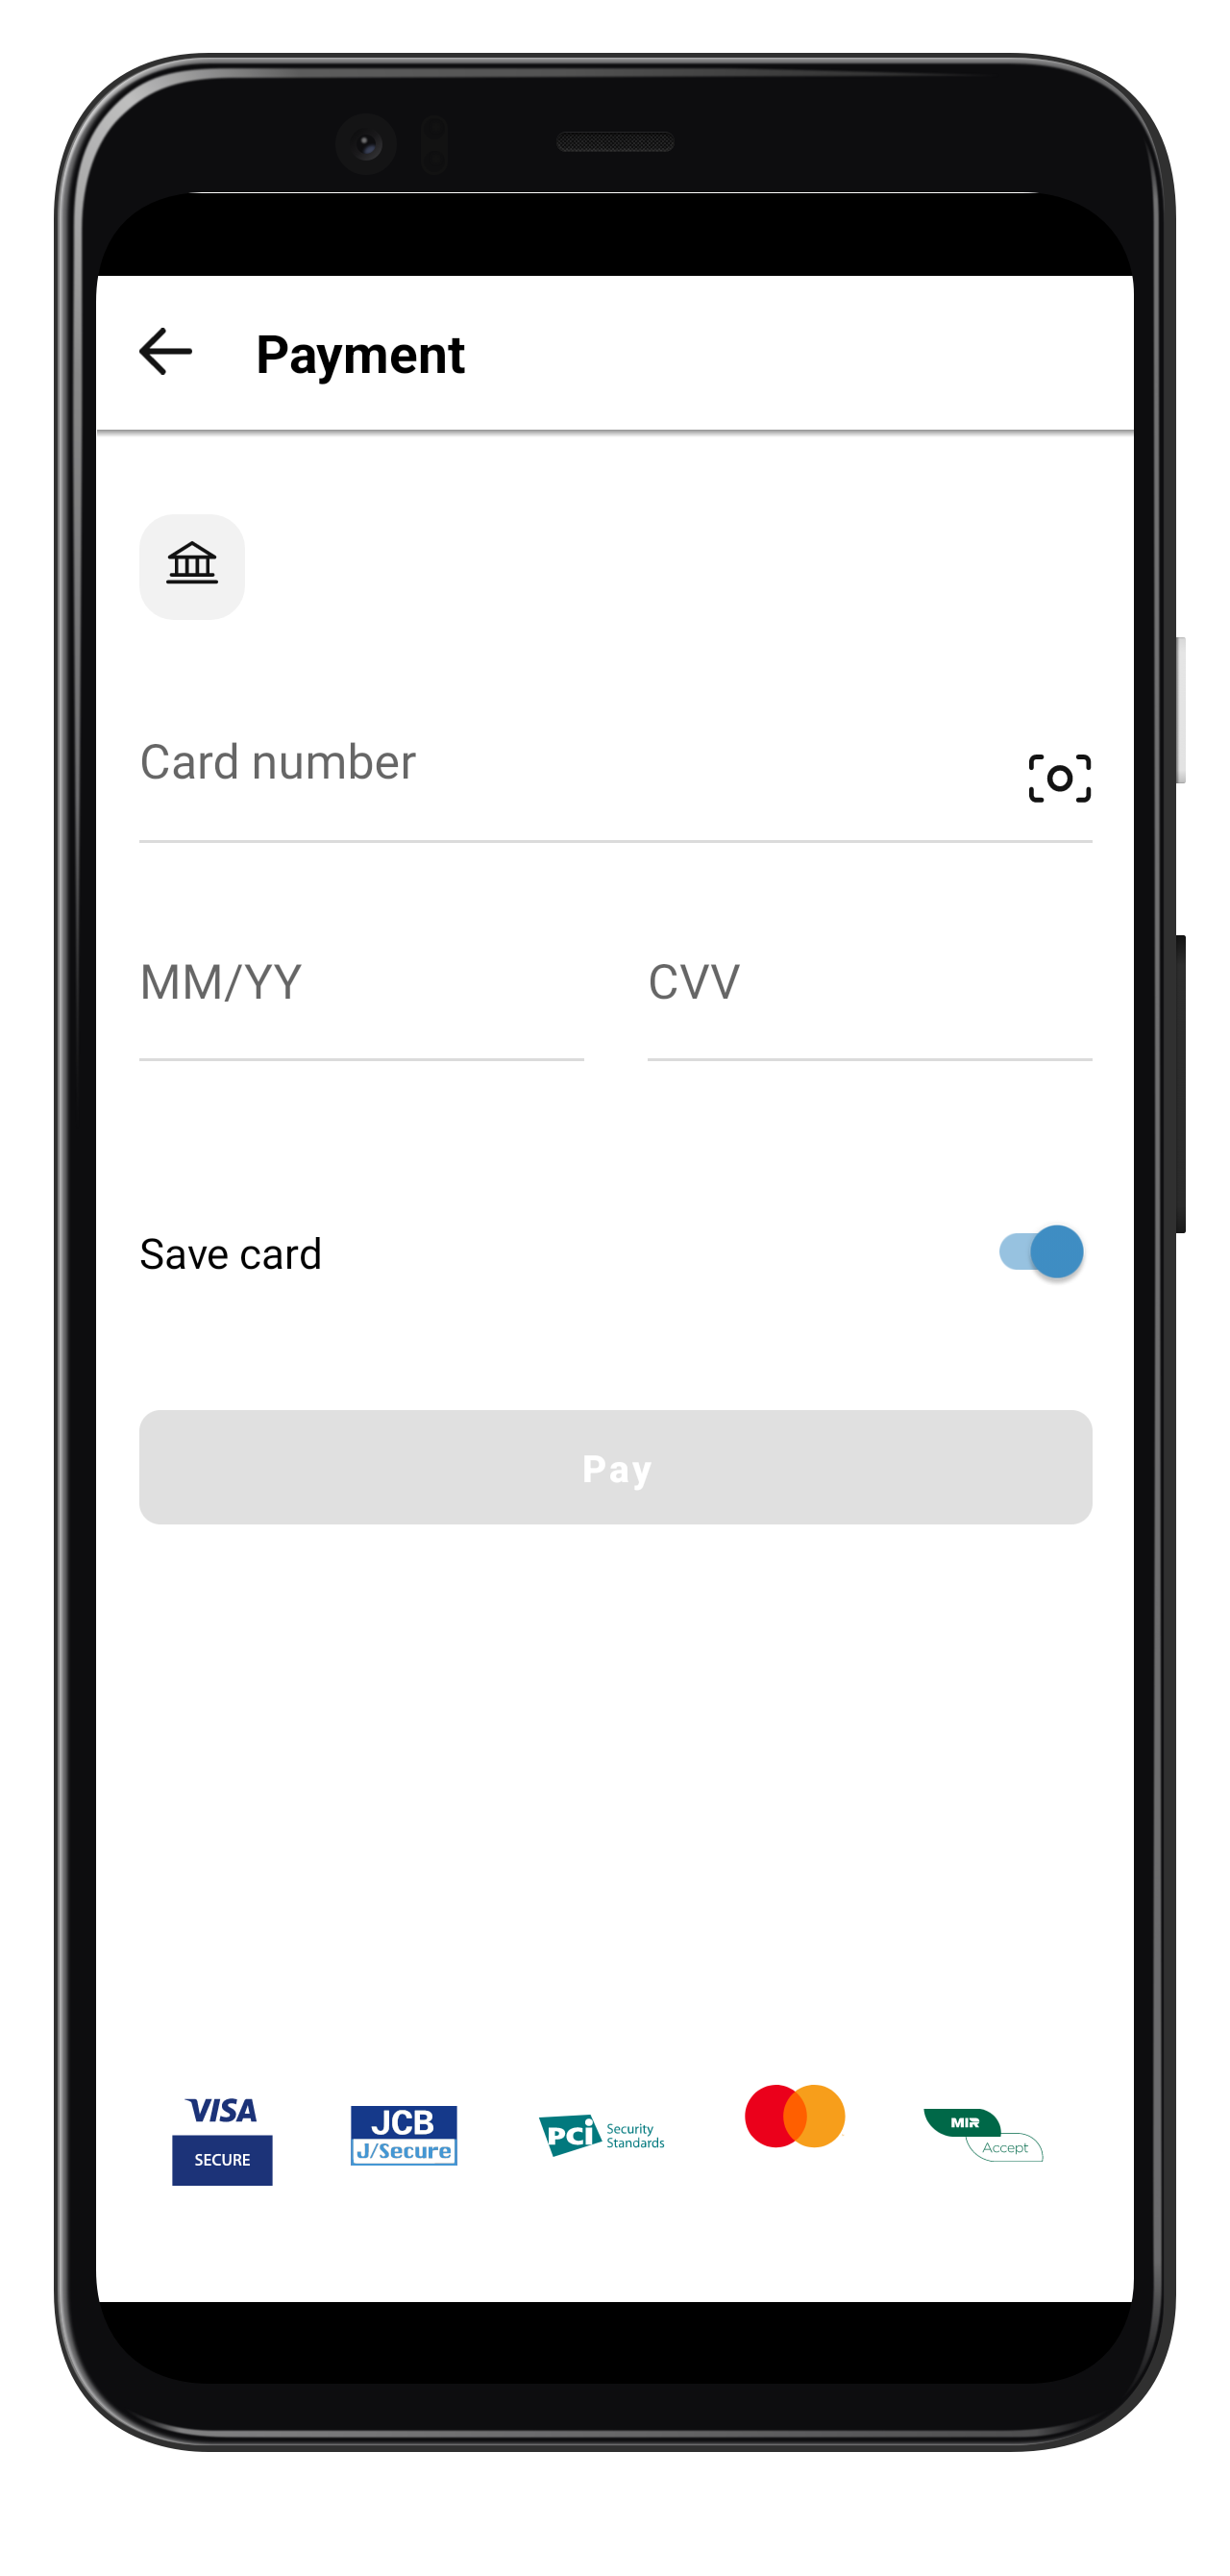 Payment
Card number
MM/YY
CVV
Save card
Pay
VISA
SECURE
JCB
J/Secure
PCi
Security
Standards
MIR
Accept